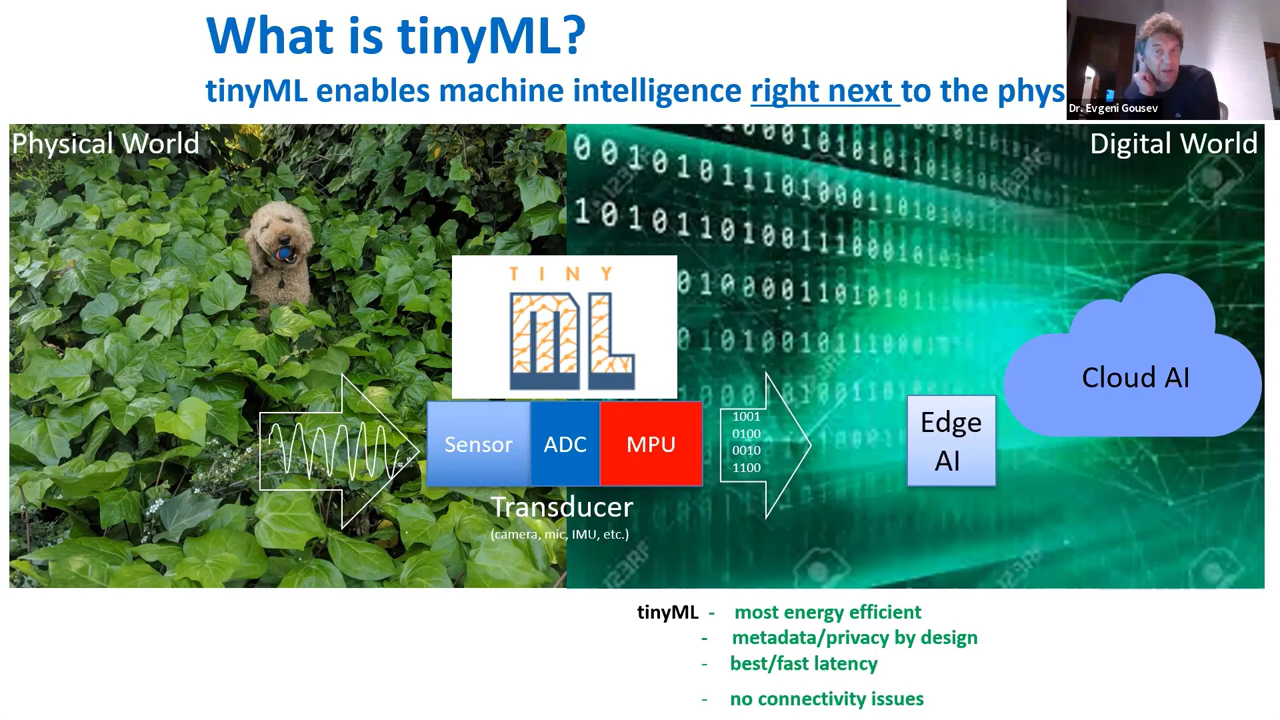 What is tinyML?
tinyML enables machine intelligence right next to the phys
Dr. Evgeni Gousev
Physical World
Digital World
TINY
ML
Sensor
ADC
MPU
1001
0100
0010
1100
Transducer
(camera, mic, IMU, etc.)
Edge
AI
Cloud AI
tinyML - most energy efficient
- metadata/privacy by design
- best/fast latency
- no connectivity issues